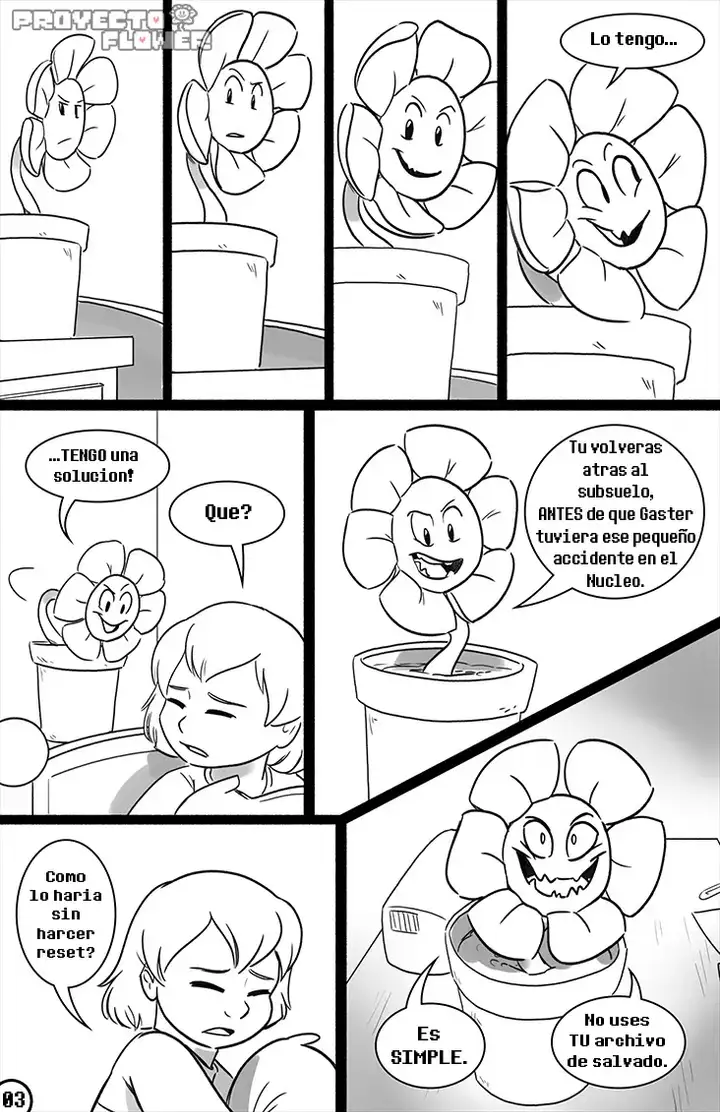 PROYECTO
FLOWER
Lo tengo...
...TENGO una
solucion!
Que?
Tu volveras
atras al
subsuelo,
ANTES de que Gaster
tuviera ese pequeño
accidente en el
Nucleo.
Como
lo haria
sin
harcer
reset?
Es
SIMPLE.
No uses
TU archivo
de salvado.
03